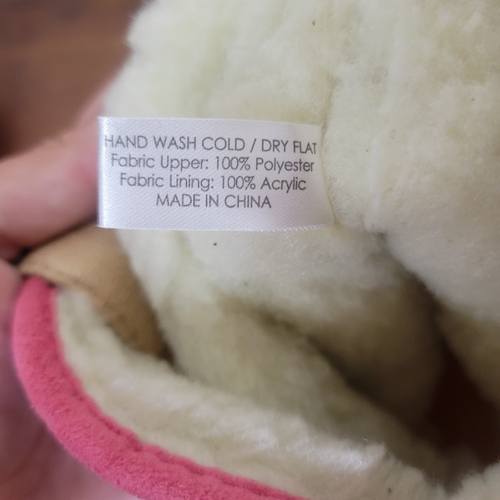 HAND WASH COLD / DRY FLAT
Fabric Upper: 100% Polyester
Fabric Lining: 100% Acrylic
MADE IN CHINA